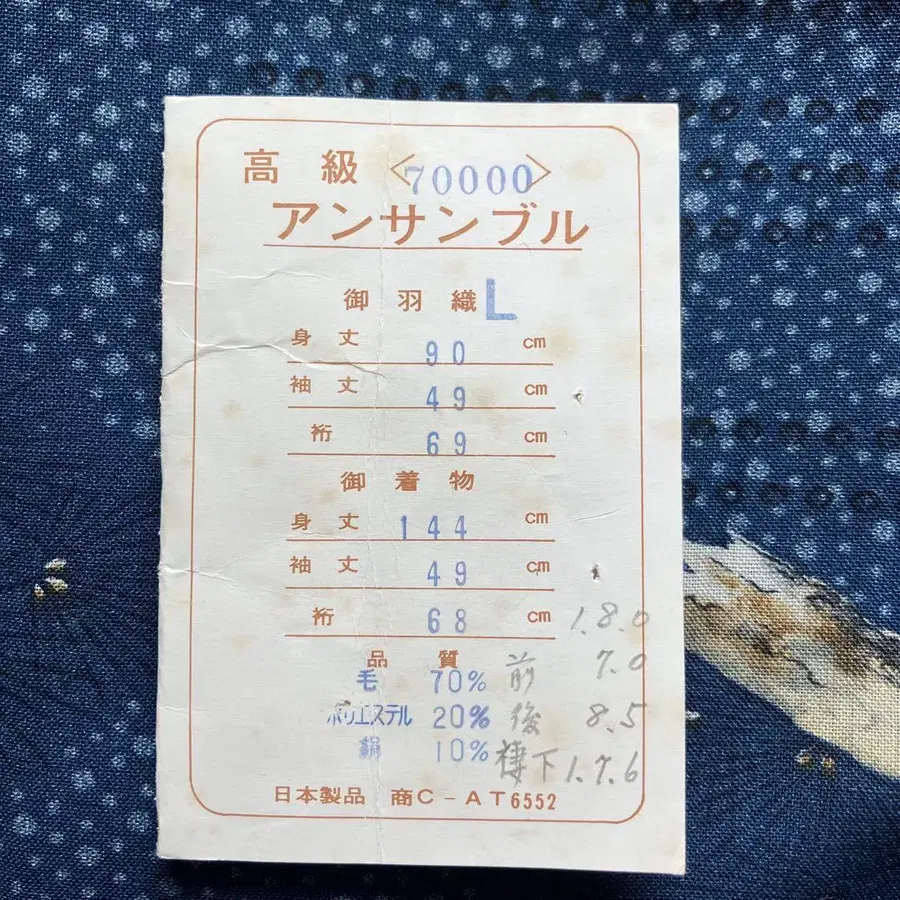 高級〈70000〉
アンサンブル
御羽織 L
身丈 90 cm
袖丈 49 cm
裄 69 cm
御着物
身丈 144 cm
袖丈 49 cm
裄 68 cm 1.8.0
品質 前 7.0
毛 70%
ポリエステル 20% 後 8.5
絹 10% 褄下 1.7.6
日本製品 商C-AT6552